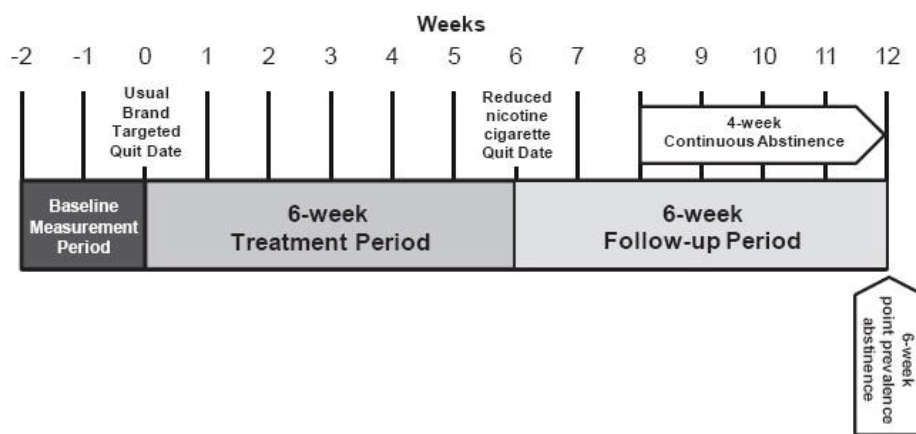 Weeks
-2 -1 0 1 2 3 4 5 6 7 8 9 10 11 12
Usual
Brand
Targeted
Quit Date
Reduced
nicotine
cigarette
Quit Date
4-week
Continuous Abstinence
Baseline
Measurement
Period
6-week
Treatment Period
6-week
Follow-up Period
6-week
point prevalence
abstinence